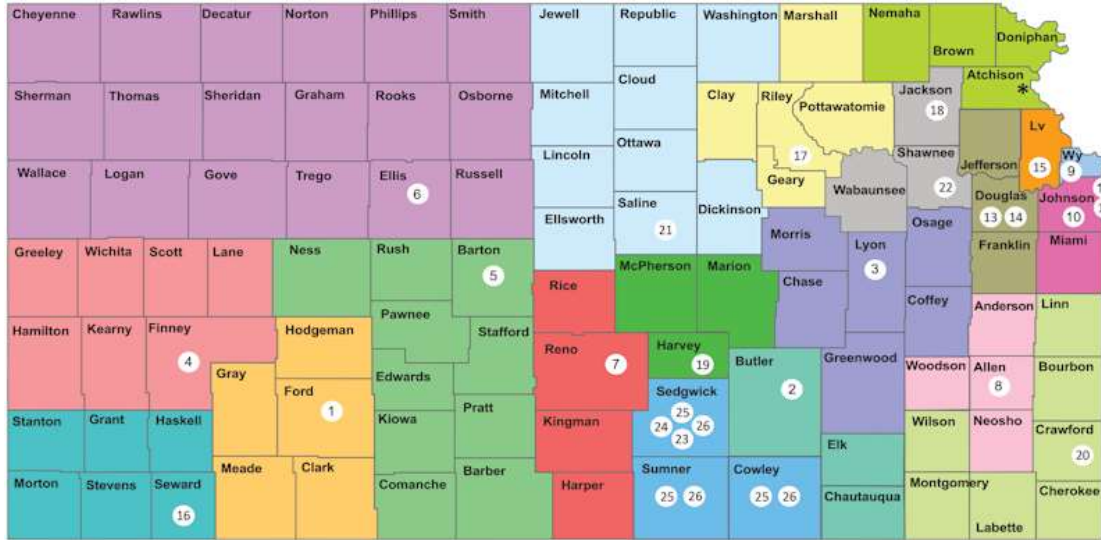 Cheyenne Rawlins Decatur Norton Phillips Smith Jewell Republic Washington Marshall Nemaha Brown Doniphan
Atchison
*
Sherman Thomas Sheridan Graham Rooks Osborne Mitchell Cloud Clay Riley Pottawatomie Jackson
18
Ottawa
Lv
15
Wy
9
Wallace Logan Gove Trego Ellis Russell Lincoln
6
17
Geary Wabaunsee Shawnee Jefferson
22
Ellsworth Saline Dickinson
21
Douglas
13 14
Johnson
10
Greeley Wichita Scott Lane Ness Rush Barton
5
McPherson Marion Morris Lyon
3
Osage Franklin Miami
Chase
Rice
Hamilton Kearny Finney
4
Hodgeman Pawnee Stafford
Reno
7
Harvey
19
Coffey Anderson Linn
Gray Ford
1
Edwards
Butler
2
Greenwood Woodson Allen
8
Bourbon
Sedgwick
25
24 26
23
Stanton Grant Haskell Kiowa Pratt Kingman
Elk Wilson Neosho Crawford
20
Morton Stevens Seward
16
Meade Clark Comanche Barber Harper
Sumner
25 26
Cowley
25 26
Chautauqua Montgomery Labette Cherokee